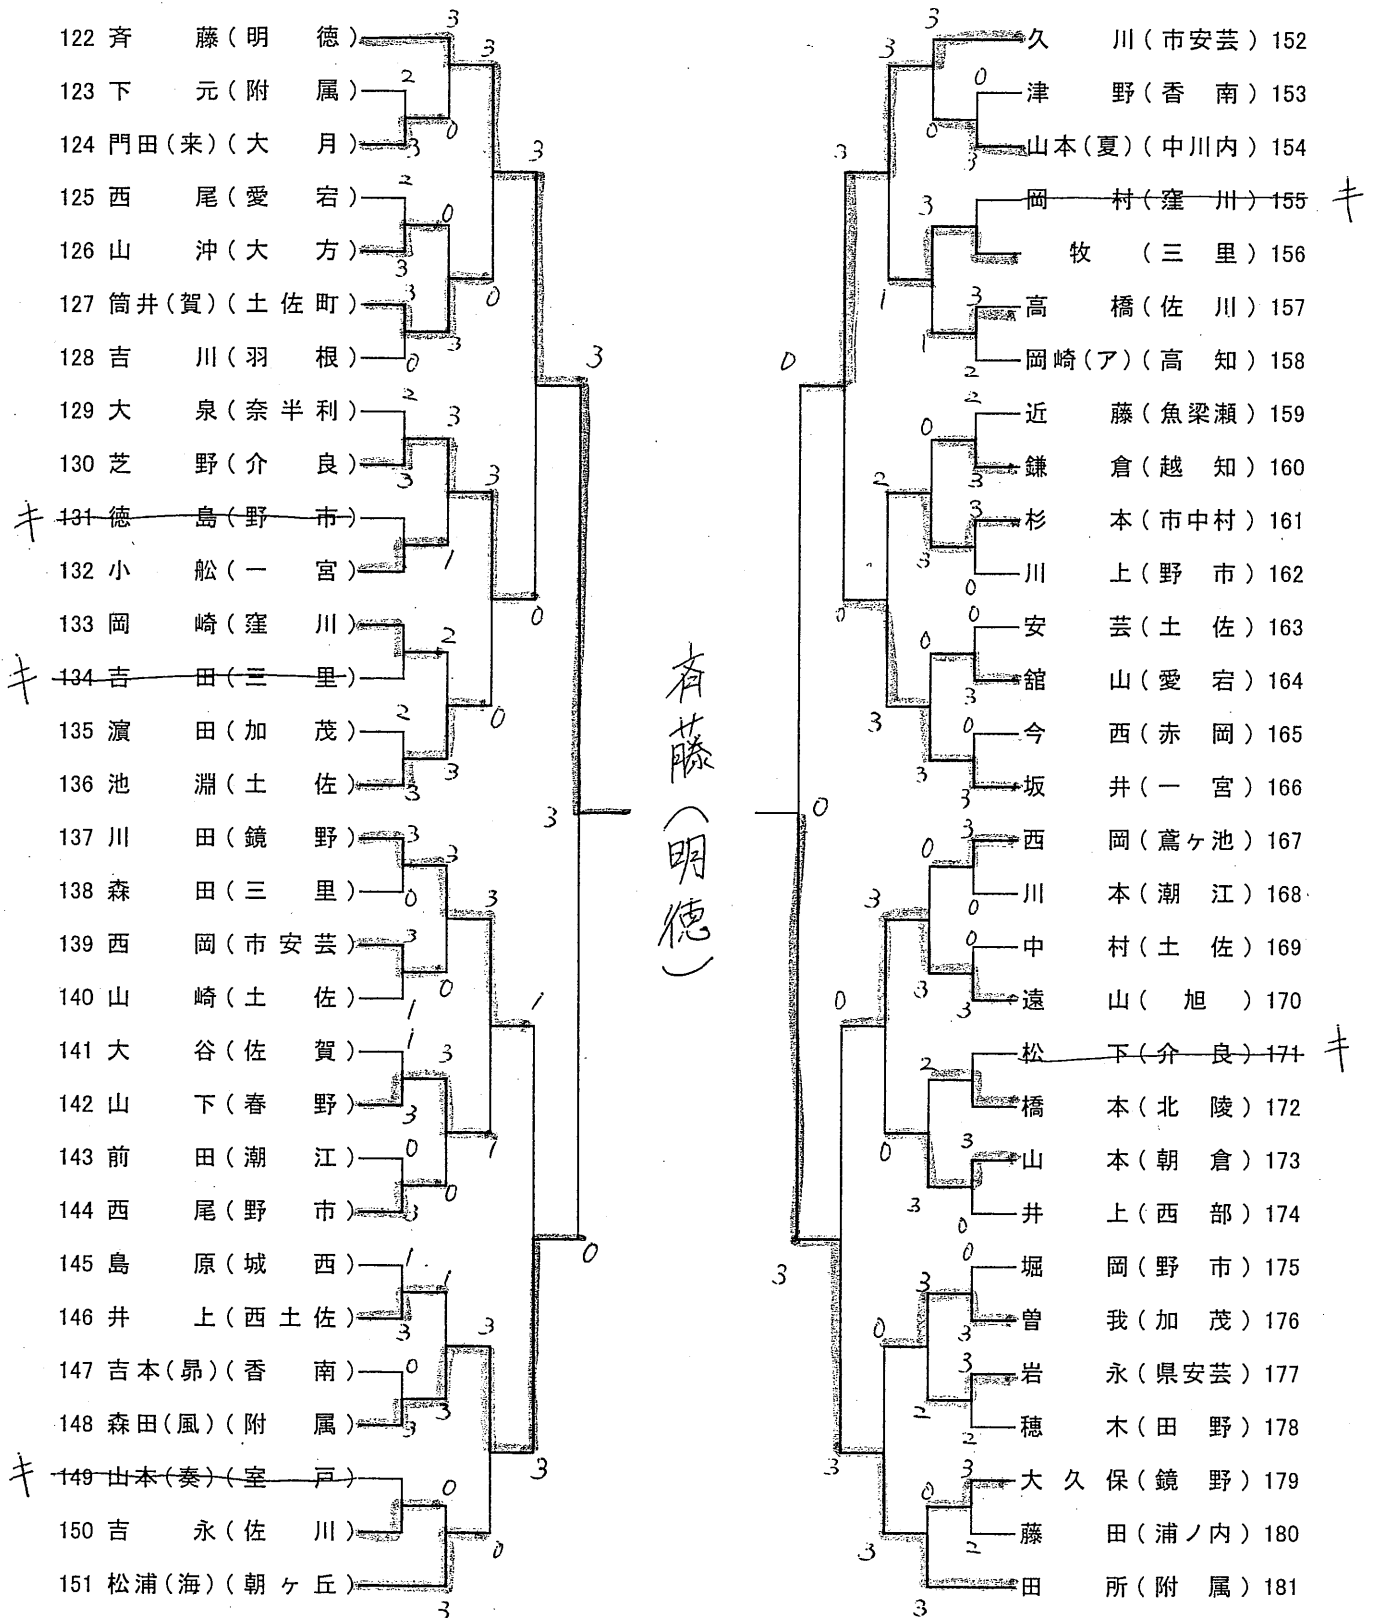 122 斉藤(明徳)
123 下元(附属)
124 門田(来)(大月)
125 西尾(愛宕)
126 山沖(大方)
127 筒井(賀)(土佐町)
128 吉川(羽根)
129 大泉(奈半利)
130 芝野(介良)
キ 131 徳島(野市)
132 小舩(一宮)
133 岡崎(窪川)
キ 134 吉田(三里)
135 濵田(加茂)
136 池淵(土佐)
137 川田(鏡野)
138 森田(三里)
139 西岡(市安芸)
140 山崎(土佐)
141 大谷(佐賀)
142 山下(春野)
143 前田(潮江)
144 西尾(野市)
145 島原(城西)
146 井上(西土佐)
147 吉本(昴)(香南)
148 森田(風)(附属)
キ 149 山本(奏)(室戸)
150 吉永(佐川)
151 松浦(海)(朝ヶ丘)
斉藤(明徳)
久川(市安芸) 152
津野(香南) 153
山本(夏)(中川内) 154
岡村(窪川) 155 キ
牧(三里) 156
高橋(佐川) 157
岡崎(ア)(高知) 158
近藤(魚梁瀬) 159
鎌倉(越知) 160
杉本(市中村) 161
川上(野市) 162
安芸(土佐) 163
舘山(愛宕) 164
今西(赤岡) 165
坂井(一宮) 166
西岡(鳶ヶ池) 167
川本(潮江) 168
中村(土佐) 169
遠山(旭) 170
松下(介良) 171 キ
橋本(北陵) 172
山本(朝倉) 173
井上(西部) 174
堀岡(野市) 175
曽我(加茂) 176
岩永(県安芸) 177
穂木(田野) 178
大久保(鏡野) 179
藤田(浦ノ内) 180
田所(附属) 181